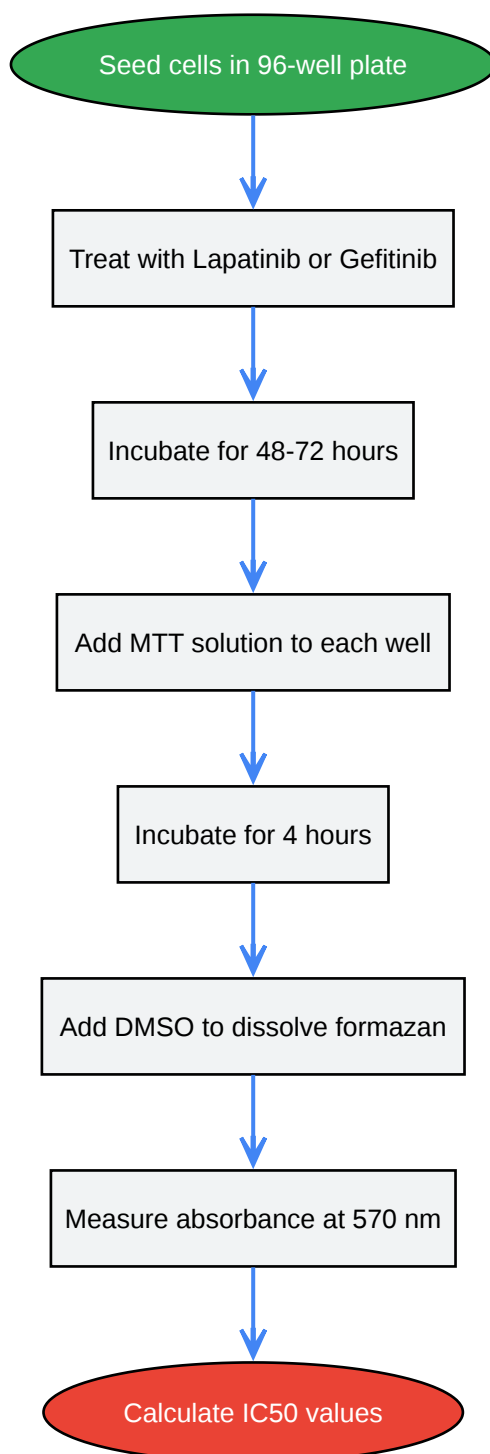 Seed cells in 96-well plate
Treat with Lapatinib or Gefitinib
Incubate for 48-72 hours
Add MTT solution to each well
Incubate for 4 hours
Add DMSO to dissolve formazan
Measure absorbance at 570 nm
Calculate IC50 values